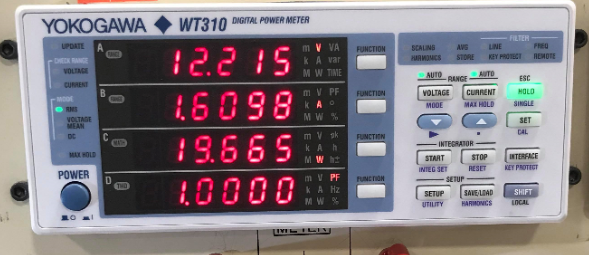 YOKOGAWA ◆ WT310 DIGITAL POWER METER
UPDATE
CHECK RANGE
VOLTAGE
CURRENT
MODE
RMS
VOLTAGE MEAN
DC
MAX HOLD
POWER
A
12.215
m V VA
k A var
M W TIME
FUNCTION
B
1.6098
m V PF
k A °
M W %
FUNCTION
C
MATH
19.665
m V pk
k A h
M W h±
FUNCTION
D
1.0000
m V PF
k A Hz
M W %
FUNCTION
FILTER
SCALING AVG LINE FREQ
HARMONICS STORE KEY PROTECT REMOTE
AUTO RANGE AUTO ESC
VOLTAGE CURRENT HOLD
MODE MAX HOLD SINGLE
SET
CAL
INTEGRATOR
START STOP INTERFACE
INTEG SET RESET KEY PROTECT
SETUP
SETUP SAVE/LOAD SHIFT
UTILITY HARMONICS LOCAL
METER